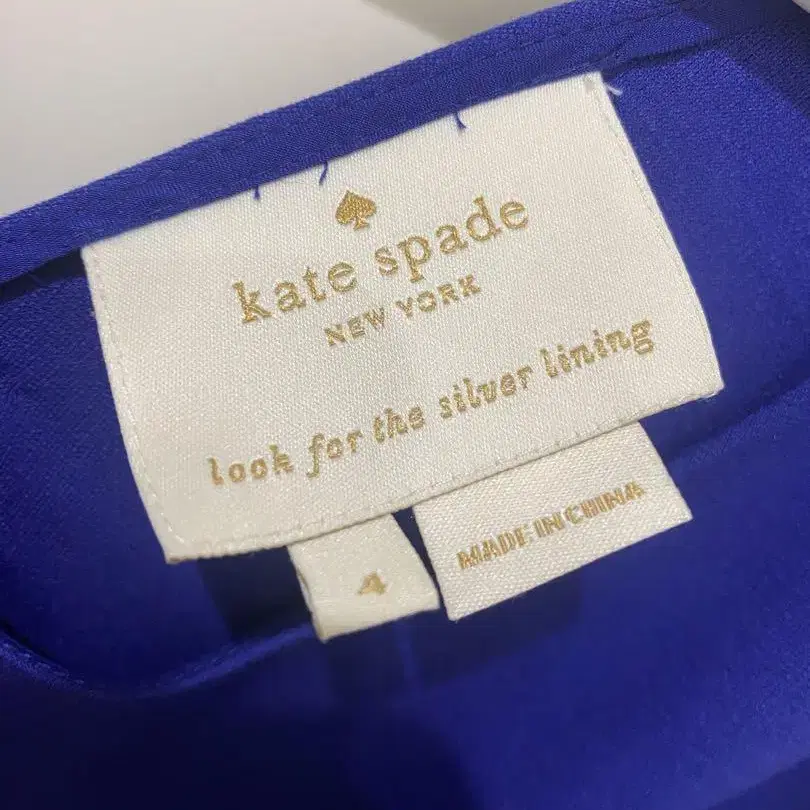 kate spade
NEW YORK
look for the silver lining
4
MADE IN CHINA